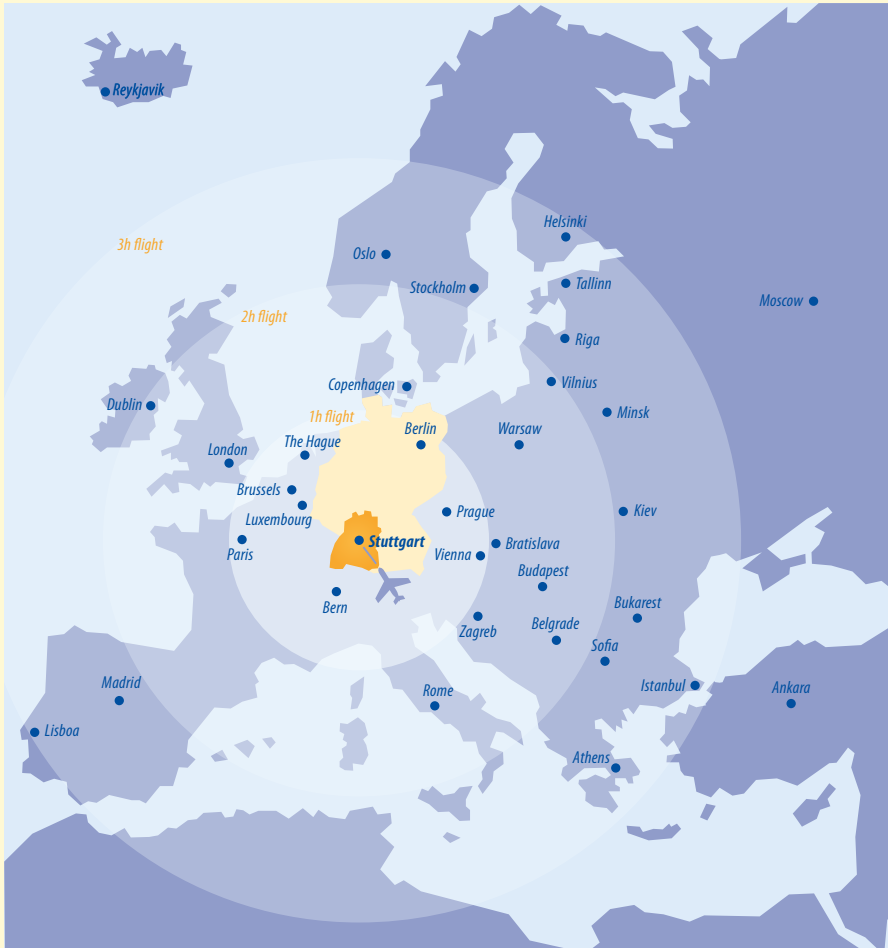 Reykjavik
Helsinki
3h flight
Oslo
Tallinn
Stockholm
Moscow
2h flight
Riga
Vilnius
Copenhagen
Dublin
Minsk
1h flight
Berlin
Warsaw
The Hague
London
Brussels
Prague
Kiev
Luxembourg
Stuttgart
Bratislava
Paris
Vienna
Budapest
Bern
Bukarest
Belgrade
Zagreb
Sofia
Madrid
Istanbul
Ankara
Rome
Lisboa
Athens